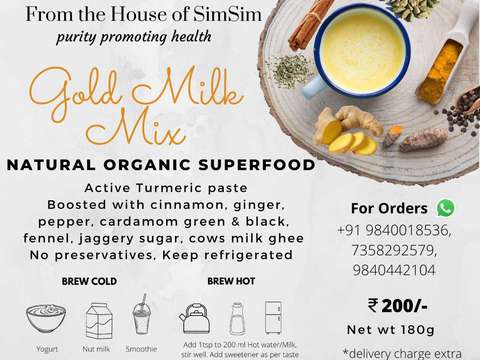 From the House of SimSim
purity promoting health
Gold Milk
Mix
NATURAL ORGANIC SUPERFOOD
Active Turmeric paste
Boosted with cinnamon, ginger,
pepper, cardamom green & black,
fennel, jaggery sugar, cows milk ghee
No preservatives, Keep refrigerated
BREW COLD
BREW HOT
Yogurt
Nut milk
Smoothie
Add 1tsp to 200 ml Hot water/Milk,
stir well. Add sweetener as per taste
For Orders
+91 9840018536,
7358292579,
9840442104
₹ 200/-
Net wt 180g
*delivery charge extra